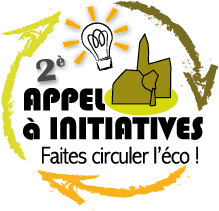 2è
APPEL
à INITIATIVES
Faites circuler l'éco !